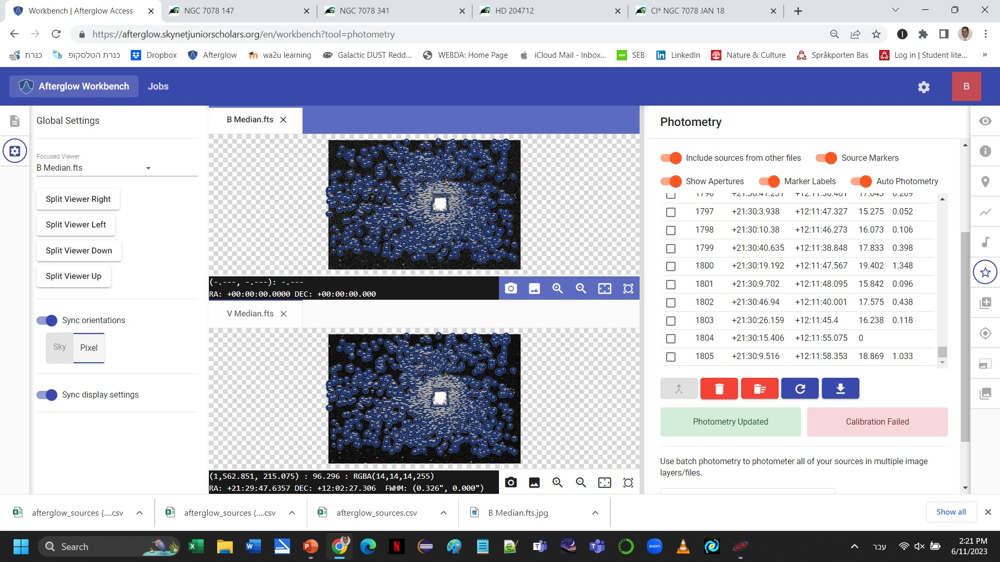 Workbench | Afterglow Access
NGC 7078 147
NGC 7078 341
HD 204712
Cl* NGC 7078 JAN 18
https://afterglow.skynetjuniorscholars.org/en/workbench?tool=photometry
כנרת
כנרת הטלסקופ
Dropbox
Afterglow
wa2u learning
Galactic DUST Redd...
WEBDA: Home Page
iCloud Mail - Inbox...
SEB
LinkedIn
Nature & Culture
Språkporten Bas
Log in | Student lite...
»
Afterglow Workbench
Jobs
B
Global Settings
Focused Viewer
B Median.fts
Split Viewer Right
Split Viewer Left
Split Viewer Down
Split Viewer Up
Sync orientations
Sky
Pixel
Sync display settings
B Median.fts
(-.---, -.---): -.---
RA: +00:00:00.0000 DEC: +00:00:00.000
V Median.fts
(1,562.851, 215.075) : 96.296 : RGBA(14,14,14,255)
RA: +21:29:47.6357 DEC: +12:02:27.306 FWHM: (0.326", 0.000")
Photometry
Include sources from other files
Source Markers
Show Apertures
Marker Labels
Auto Photometry
1796 +21:30:41.231 +12:11:36.401 17.043 0.209
1797 +21:30:3.938 +12:11:47.327 15.275 0.052
1798 +21:30:10.38 +12:11:46.273 16.073 0.106
1799 +21:30:40.635 +12:11:38.848 17.833 0.398
1800 +21:30:19.192 +12:11:47.567 19.402 1.348
1801 +21:30:9.702 +12:11:48.095 15.842 0.096
1802 +21:30:46.94 +12:11:40.001 17.575 0.438
1803 +21:30:26.159 +12:11:45.4 16.238 0.118
1804 +21:30:15.406 +12:11:55.075 0
1805 +21:30:9.516 +12:11:58.353 18.869 1.033
Photometry Updated
Calibration Failed
Use batch photometry to photometer all of your sources in multiple image
layers/files.
afterglow_sources (....csv
afterglow_sources (....csv
afterglow_sources.csv
B Median.fts.jpg
Show all
Search
zoom
עבר
2:21 PM
6/11/2023